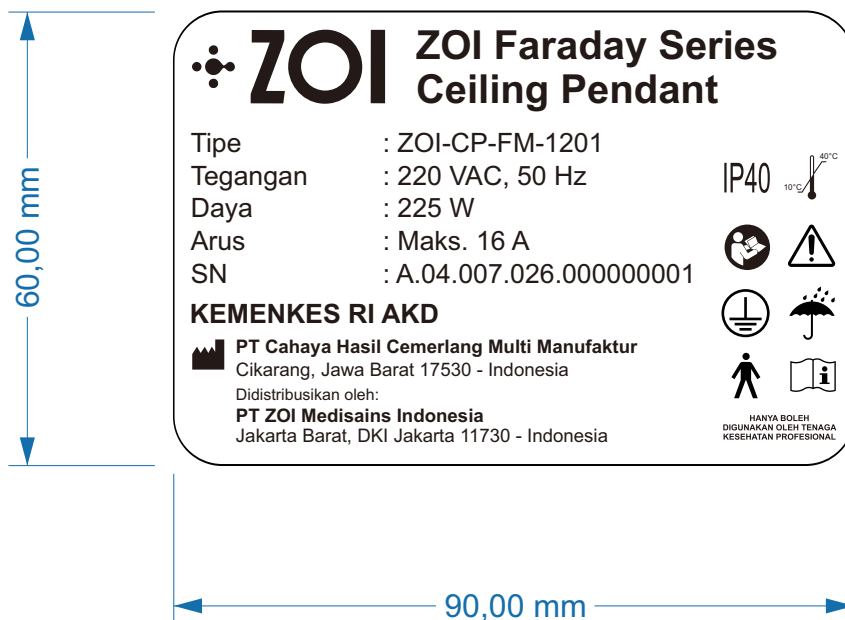 ZOI
ZOI Faraday Series
Ceiling Pendant
Tipe : ZOI-CP-FM-1201
Tegangan : 220 VAC, 50 Hz
Daya : 225 W
Arus : Maks. 16 A
SN : A.04.007.026.000000001
KEMENKES RI AKD
PT Cahaya Hasil Cemerlang Multi Manufaktur
Cikarang, Jawa Barat 17530 - Indonesia
Didistribusikan oleh:
PT ZOI Medisains Indonesia
Jakarta Barat, DKI Jakarta 11730 - Indonesia
IP40
40°C
10°C
i
HANYA BOLEH
DIGUNAKAN OLEH TENAGA
KESEHATAN PROFESIONAL
60,00 mm
90,00 mm